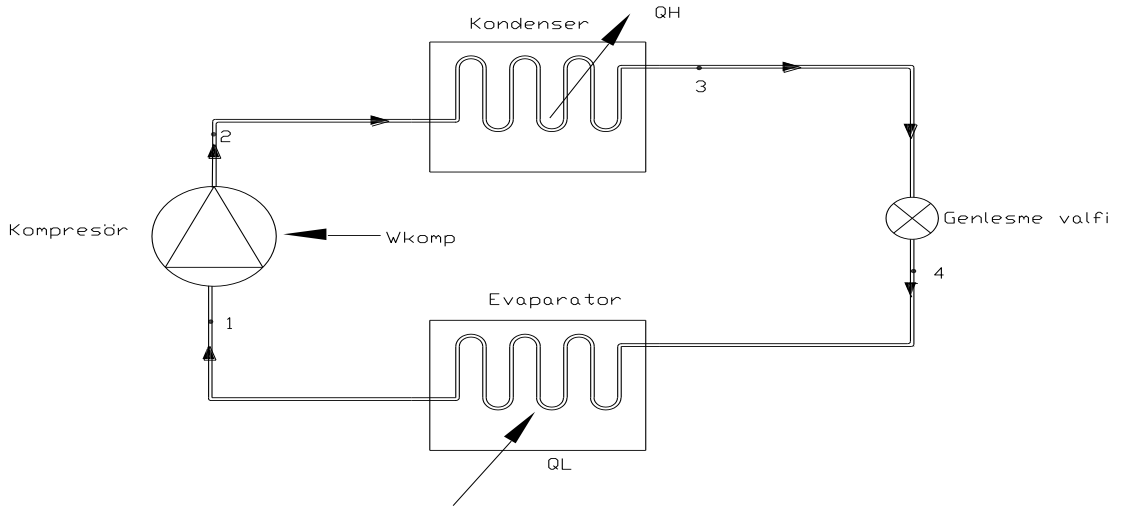 QH
Kondenser
3
2
Genlesme valfi
Kompresör
Wkomp
4
Evaparator
1
QL